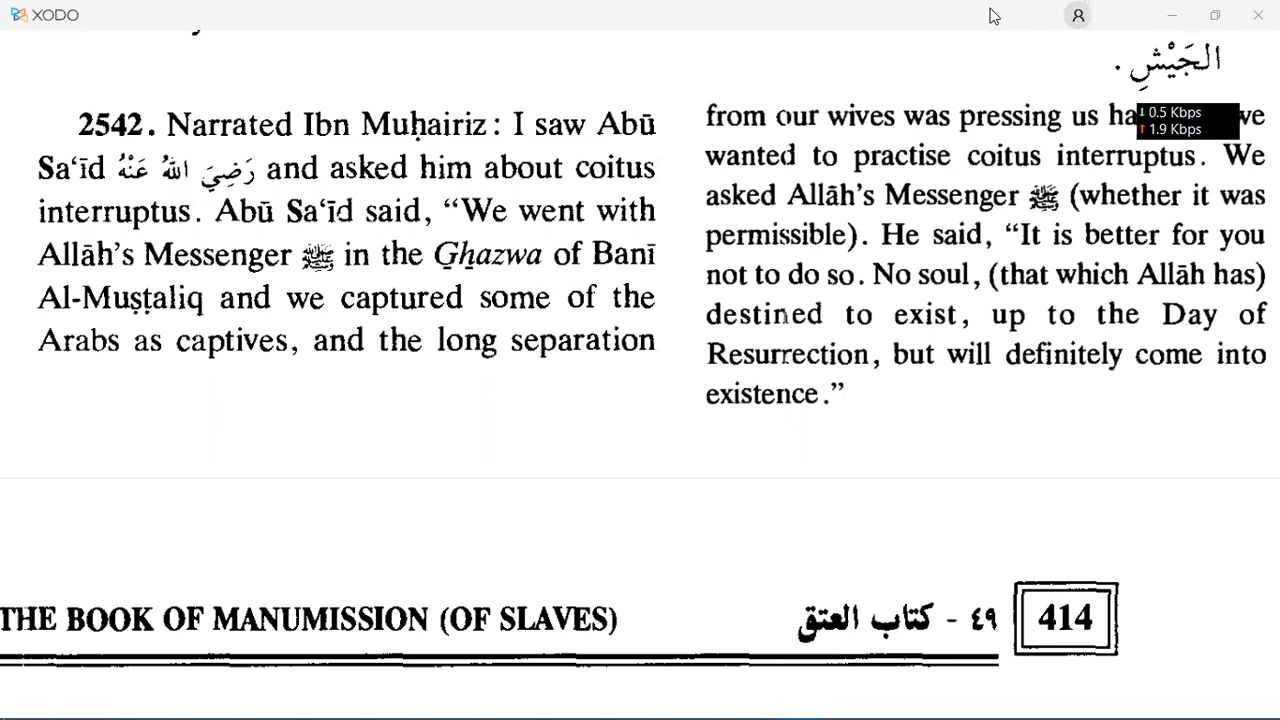 XODO
الجَيْشِ .
2542. Narrated Ibn Muḥairiz: I saw Abū
Sa‘īd رَضِيَ اللهُ عَنْهُ and asked him about coitus
interruptus. Abū Sa‘īd said, “We went with
Allāh’s Messenger ﷺ in the Ghazwa of Banī
Al-Muṣṭaliq and we captured some of the
Arabs as captives, and the long separation
from our wives was pressing us ha
↓ 0.5 Kbps
↑ 1.9 Kbps
wanted to practise coitus interruptus. We
asked Allāh’s Messenger ﷺ (whether it was
permissible). He said, “It is better for you
not to do so. No soul, (that which Allāh has)
destined to exist, up to the Day of
Resurrection, but will definitely come into
existence.”
THE BOOK OF MANUMISSION (OF SLAVES)
٤٩ - كتاب العتق
414